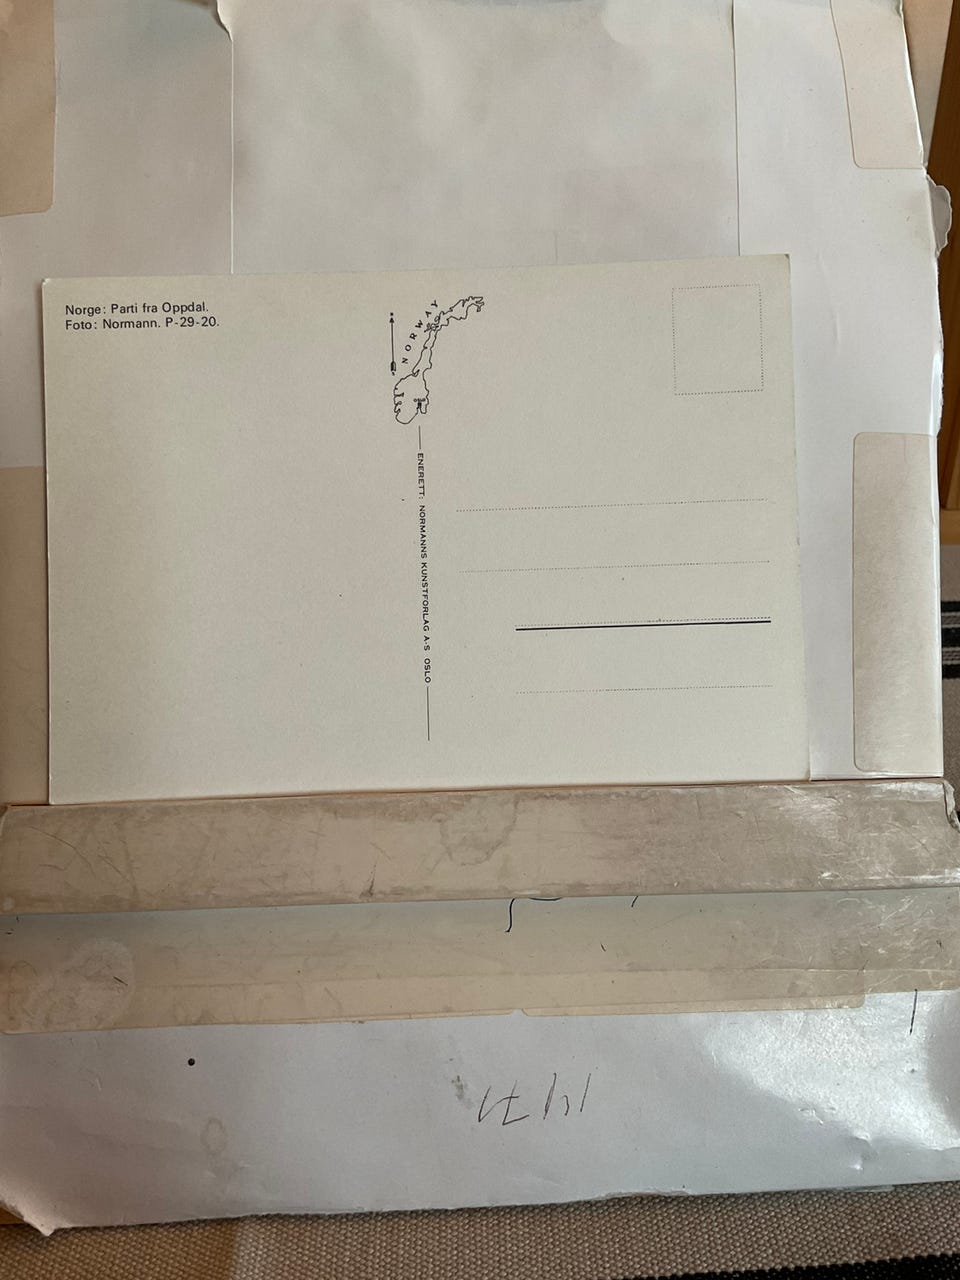 Norge: Parti fra Oppdal.
Foto: Normann. P-29-20.
NORWAY
ENERETT: NORMANNS KUNSTFORLAG A·S OSLO